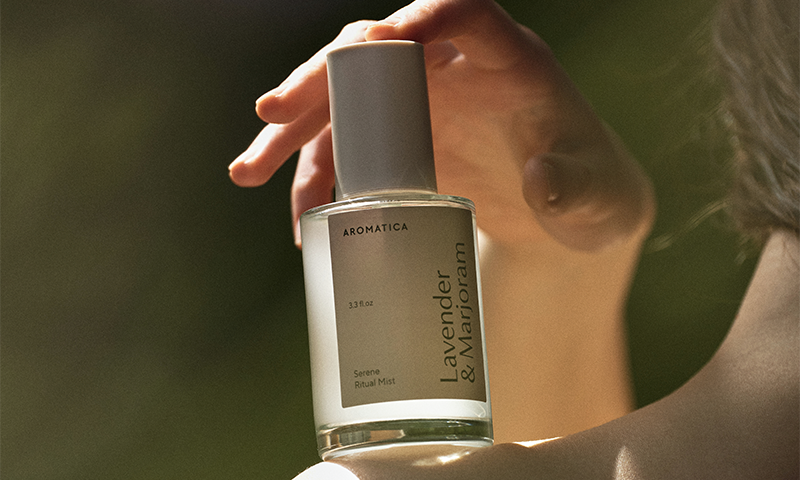 AROMATICA
3.3 fl.oz
Serene
Ritual Mist
Lavender
& Marjoram